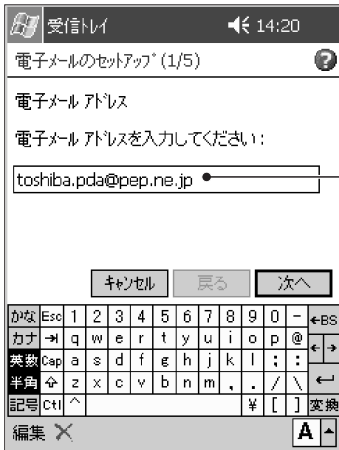 受信トレイ 14:20
電子メールのセットアップ (1/5) ?
電子メール アドレス
電子メール アドレスを入力してください:
toshiba.pda@pep.ne.jp
キャンセル 戻る 次へ
かな Esc 1 2 3 4 5 6 7 8 9 0 - ←BS
カナ →| q w e r t y u i o p @ ← →
英数 Cap a s d f g h j k l ; :
半角 z x c v b n m , . / \ ↵
記号 Ctl ^ ¥ [ ] 変換
編集 A